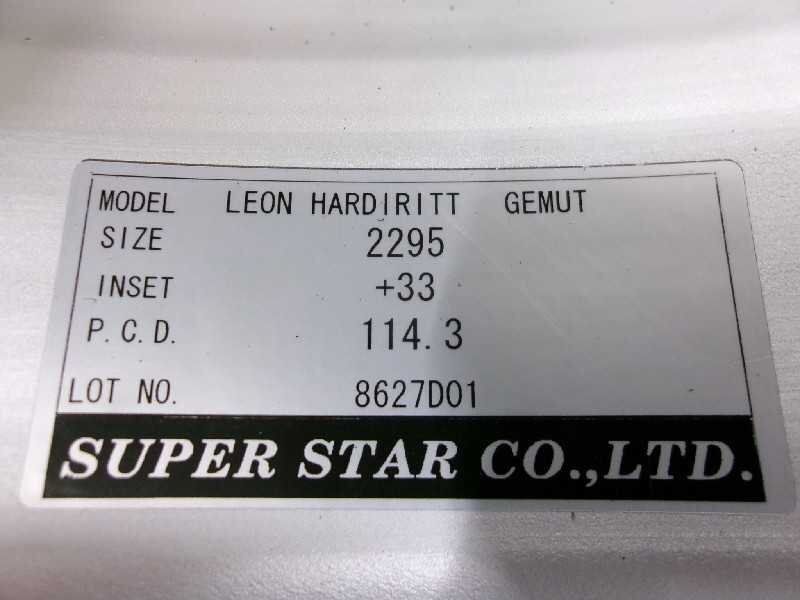 MODEL LEON HARDIRITT GEMUT
SIZE 2295
INSET +33
P.C.D. 114.3
LOT NO. 8627D01
SUPER STAR CO.,LTD.